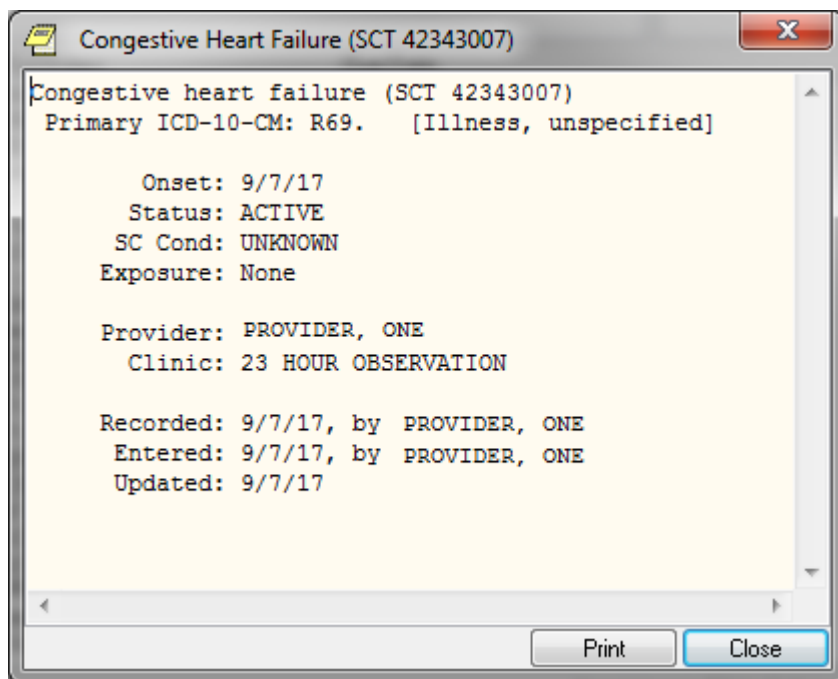 Congestive Heart Failure (SCT 42343007)
Congestive heart failure (SCT 42343007)
Primary ICD-10-CM: R69. [Illness, unspecified]
Onset: 9/7/17
Status: ACTIVE
SC Cond: UNKNOWN
Exposure: None
Provider: PROVIDER, ONE
Clinic: 23 HOUR OBSERVATION
Recorded: 9/7/17, by PROVIDER, ONE
Entered: 9/7/17, by PROVIDER, ONE
Updated: 9/7/17
Print Close